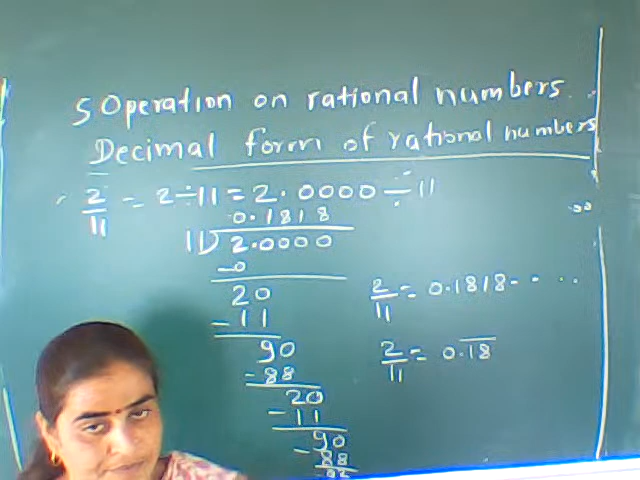 5 Operation on rational numbers.
Decimal form of rational numbers
2/11 = 2÷11 = 2.0000 ÷ 11
0.1818
11)2.0000
-0
20
-11
90
-88
20
-11
90
-88
2/11 = 0.1818....
2/11 = 0.1̅8̅